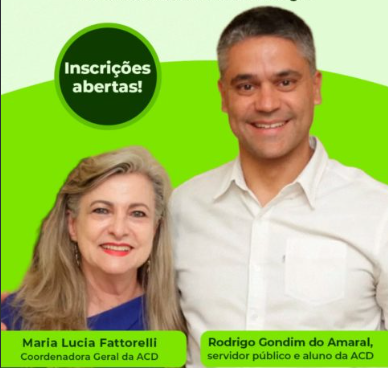 Inscrições
abertas!
Maria Lucia Fattorelli
Coordenadora Geral da ACD
Rodrigo Gondim do Amaral,
servidor público e aluno da ACD